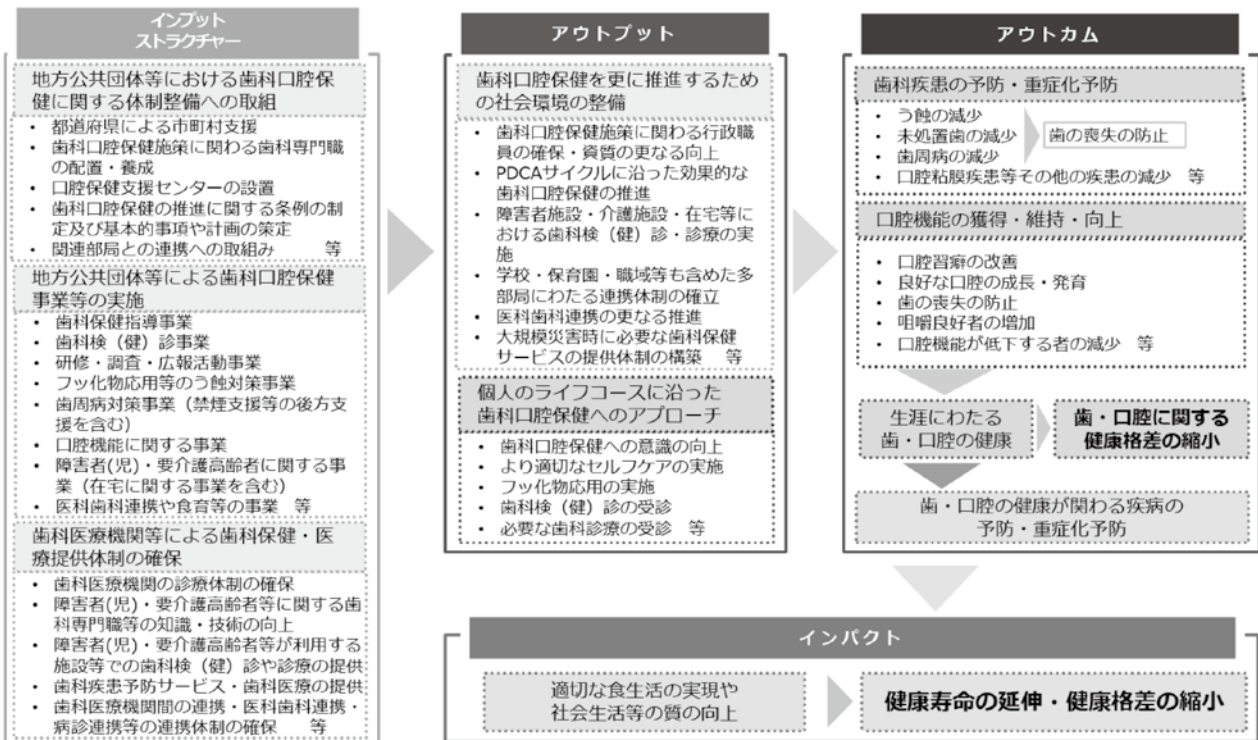 インプット
ストラクチャー
地方公共団体等における歯科口腔保
健に関する体制整備への取組
• 都道府県による市町村支援
• 歯科口腔保健施策に関わる歯科専門職
の配置・養成
• 口腔保健支援センターの設置
• 歯科口腔保健の推進に関する条例の制
定及び基本的事項や計画の策定
• 関連部局との連携への取組み 等
地方公共団体等による歯科口腔保健
事業等の実施
• 歯科保健指導事業
• 歯科検（健）診事業
• 研修・調査・広報活動事業
• フッ化物応用等のう蝕対策事業
• 歯周病対策事業（禁煙支援等の後方支
援を含む）
• 口腔機能に関する事業
• 障害者(児)・要介護高齢者に関する事
業（在宅に関する事業を含む）
• 医科歯科連携や食育等の事業 等
歯科医療機関等による歯科保健・医
療提供体制の確保
• 歯科医療機関の診療体制の確保
• 障害者(児)・要介護高齢者等に関する歯
科専門職等の知識・技術の向上
• 障害者(児)・要介護高齢者等が利用する
施設等での歯科検（健）診や診療の提供
• 歯科疾患予防サービス・歯科医療の提供
• 歯科医療機関間の連携・医科歯科連携・
病診連携等の連携体制の確保 等
アウトプット
歯科口腔保健を更に推進するため
の社会環境の整備
• 歯科口腔保健施策に関わる行政職
員の確保・資質の更なる向上
• PDCAサイクルに沿った効果的な
歯科口腔保健の推進
• 障害者施設・介護施設・在宅等に
おける歯科検（健）診・診療の実
施
• 学校・保育園・職域等も含めた多
部局にわたる連携体制の確立
• 医科歯科連携の更なる推進
• 大規模災害時に必要な歯科保健
サービスの提供体制の構築 等
個人のライフコースに沿った
歯科口腔保健へのアプローチ
• 歯科口腔保健への意識の向上
• より適切なセルフケアの実施
• フッ化物応用の実施
• 歯科検（健）診の受診
• 必要な歯科診療の受診 等
アウトカム
歯科疾患の予防・重症化予防
• う蝕の減少
• 未処置歯の減少
• 歯周病の減少
• 口腔粘膜疾患等その他の疾患の減少 等
歯の喪失の防止
口腔機能の獲得・維持・向上
• 口腔習癖の改善
• 良好な口腔の成長・発育
• 歯の喪失の防止
• 咀嚼良好者の増加
• 口腔機能が低下する者の減少 等
生涯にわたる
歯・口腔の健康
歯・口腔に関する
健康格差の縮小
歯・口腔の健康が関わる疾病の
予防・重症化予防
インパクト
適切な食生活の実現や
社会生活等の質の向上
健康寿命の延伸・健康格差の縮小